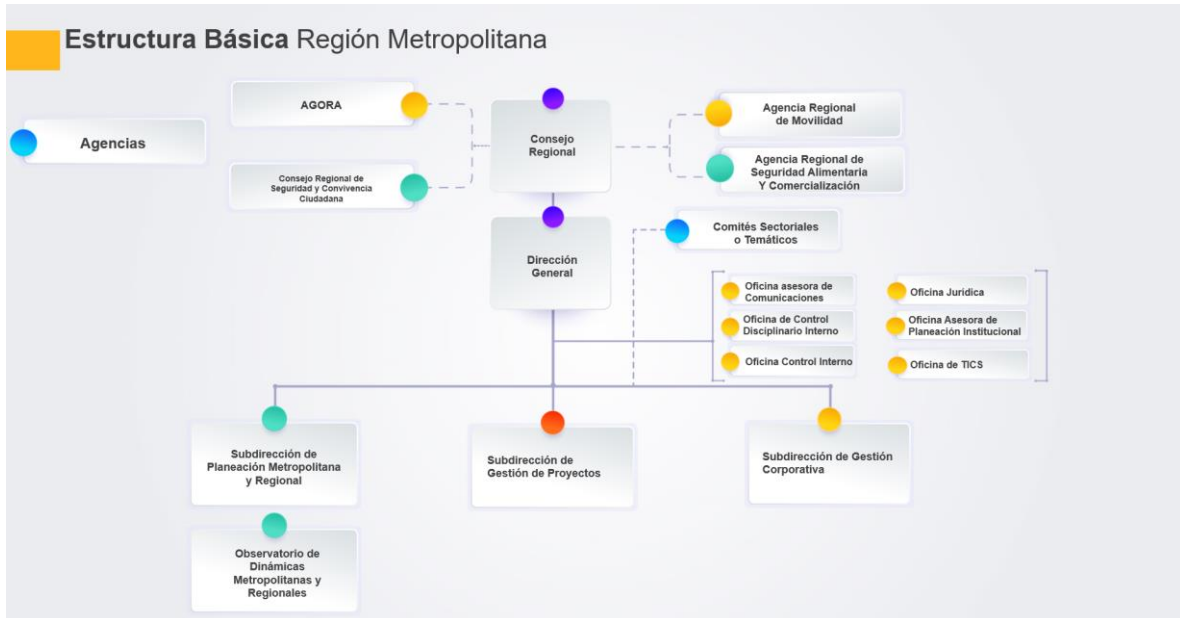 Estructura Básica Región Metropolitana
AGORA
Agencias
Consejo Regional de
Seguridad y Convivencia
Ciudadana
Consejo
Regional
Agencia Regional
de Movilidad
Agencia Regional de
Seguridad Alimentaria
Y Comercialización
Dirección
General
Comités Sectoriales
o Temáticos
Oficina asesora de
Comunicaciones
Oficina de Control
Disciplinario Interno
Oficina Control Interno
Oficina Jurídica
Oficina Asesora de
Planeación Institucional
Oficina de TICS
Subdirección de
Planeación Metropolitana
y Regional
Subdirección de
Gestión de Proyectos
Subdirección de Gestión
Corporativa
Observatorio de
Dinámicas
Metropolitanas y
Regionales